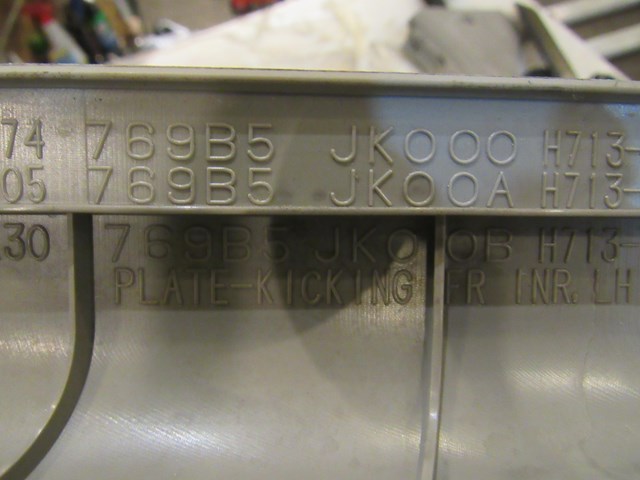 74 769B5 JK000 H713-
05 769B5 JK00A H713-
30 769B5 JK00B H713-
PLATE-KICKING FR INR. LH